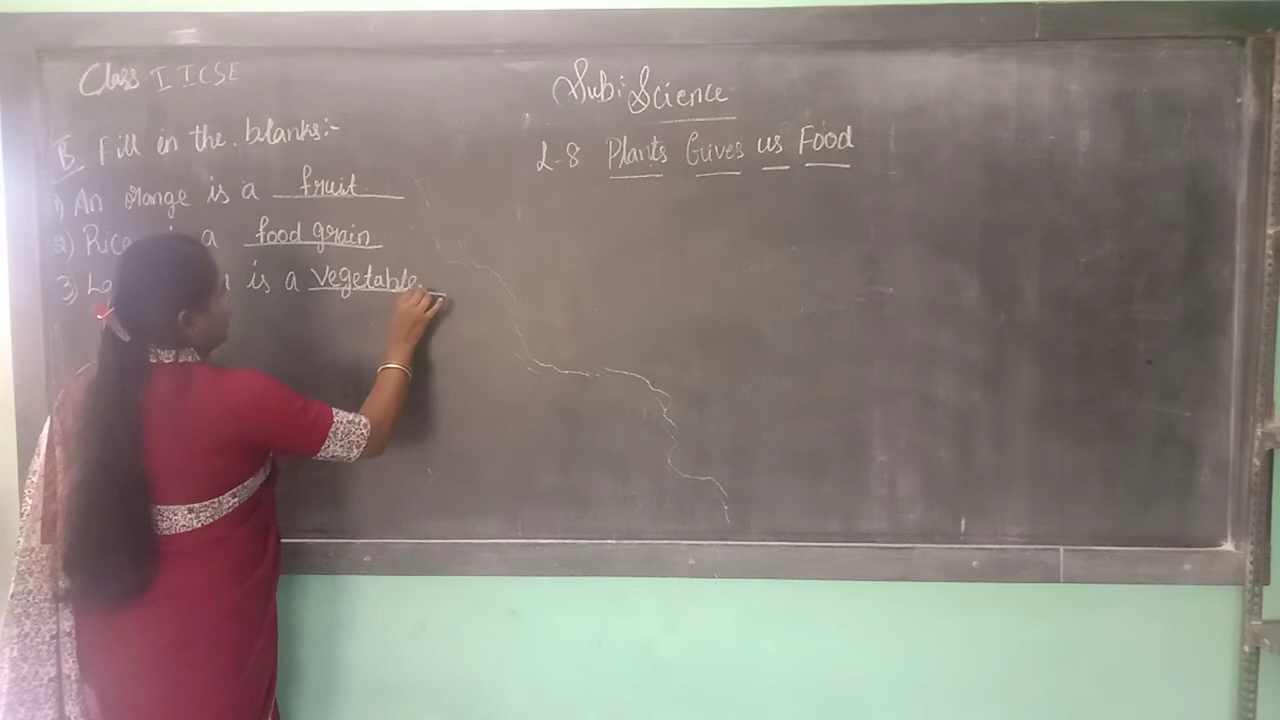 Class I ICSE
Sub: Science
L-8 Plants Gives us Food
B Fill in the blanks:-
1) An orange is a fruit.
2) Rice is a food grain
3) is a vegetable.